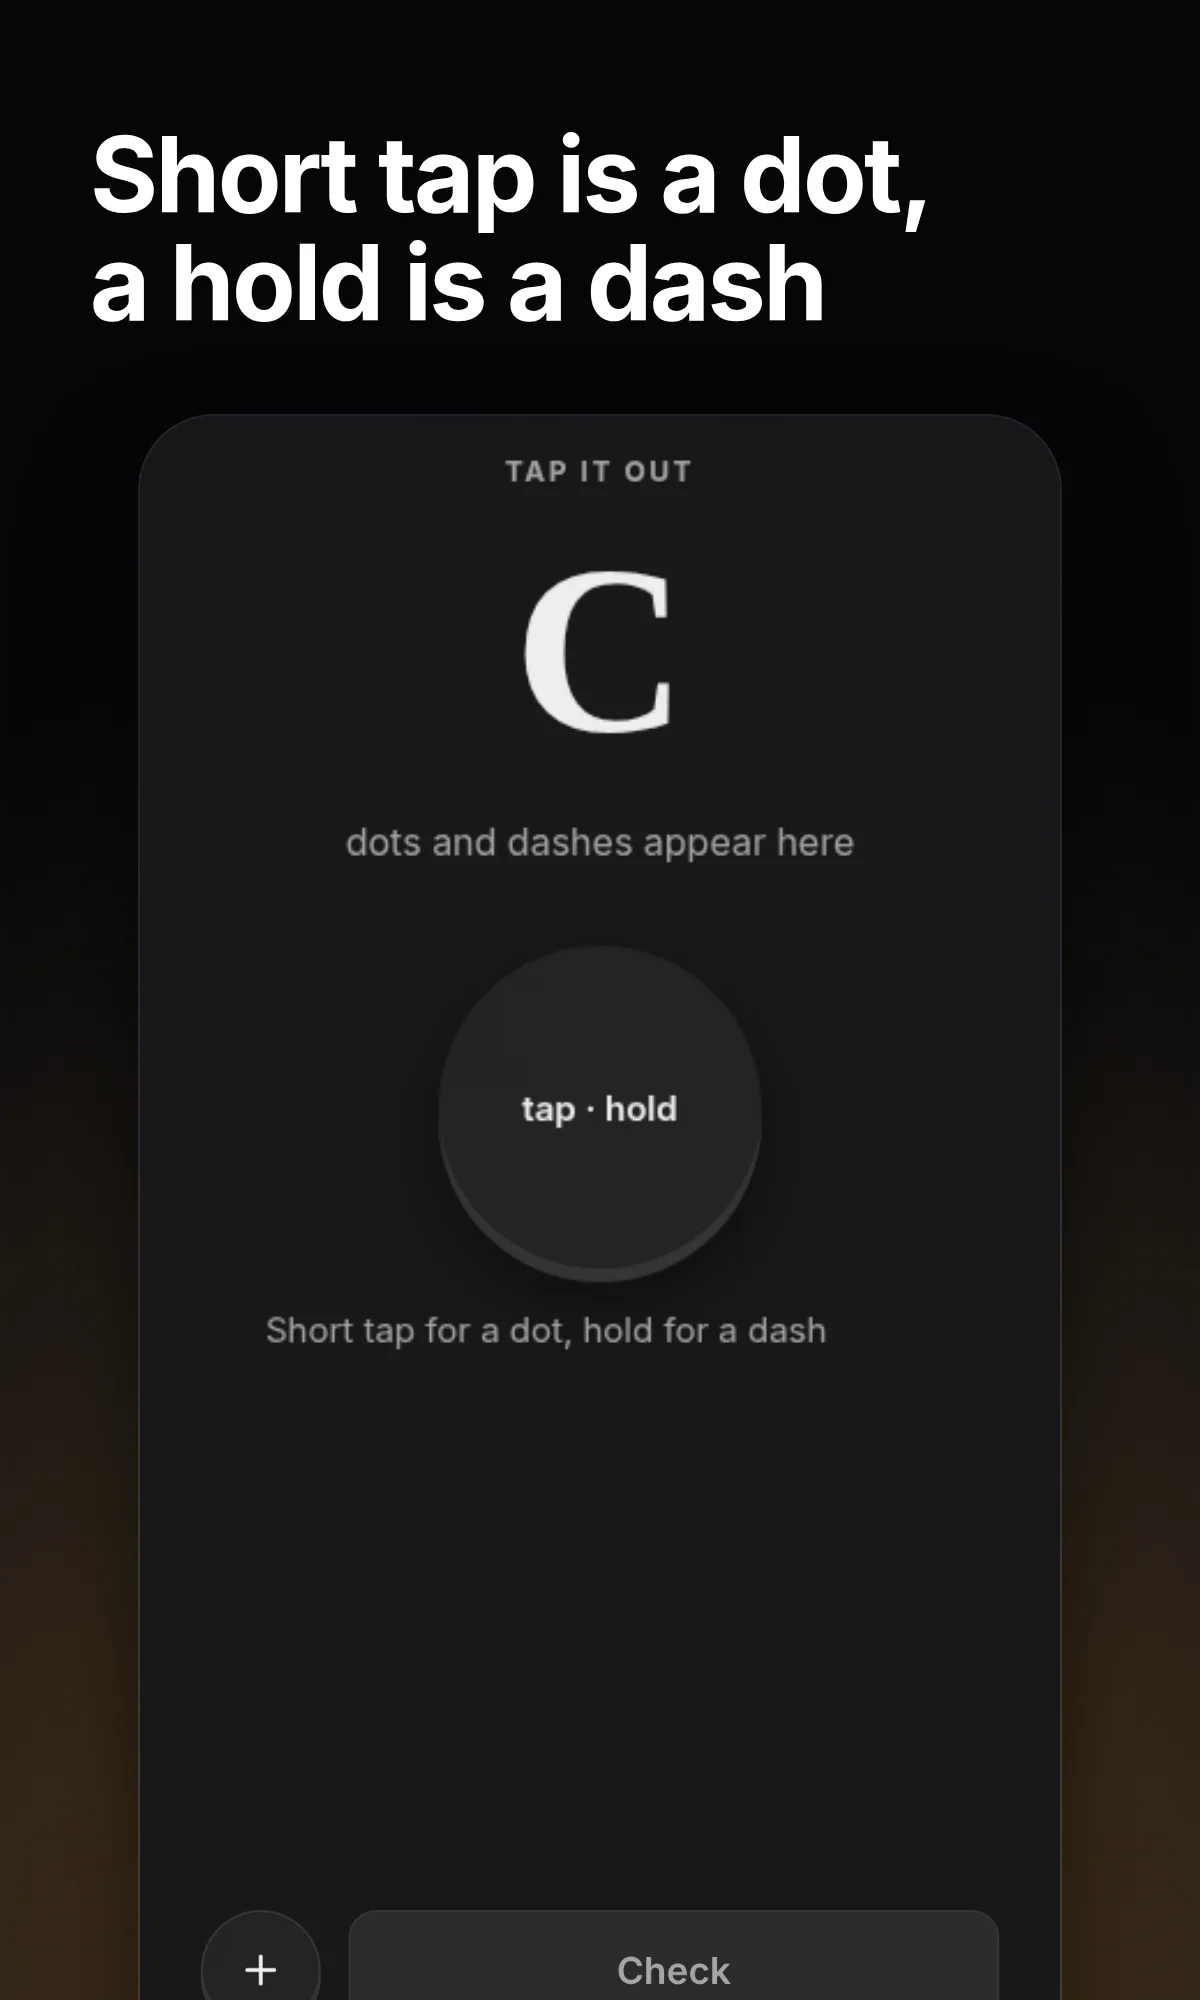 Short tap is a dot,
a hold is a dash
TAP IT OUT
C
dots and dashes appear here
tap · hold
Short tap for a dot, hold for a dash
+
Check